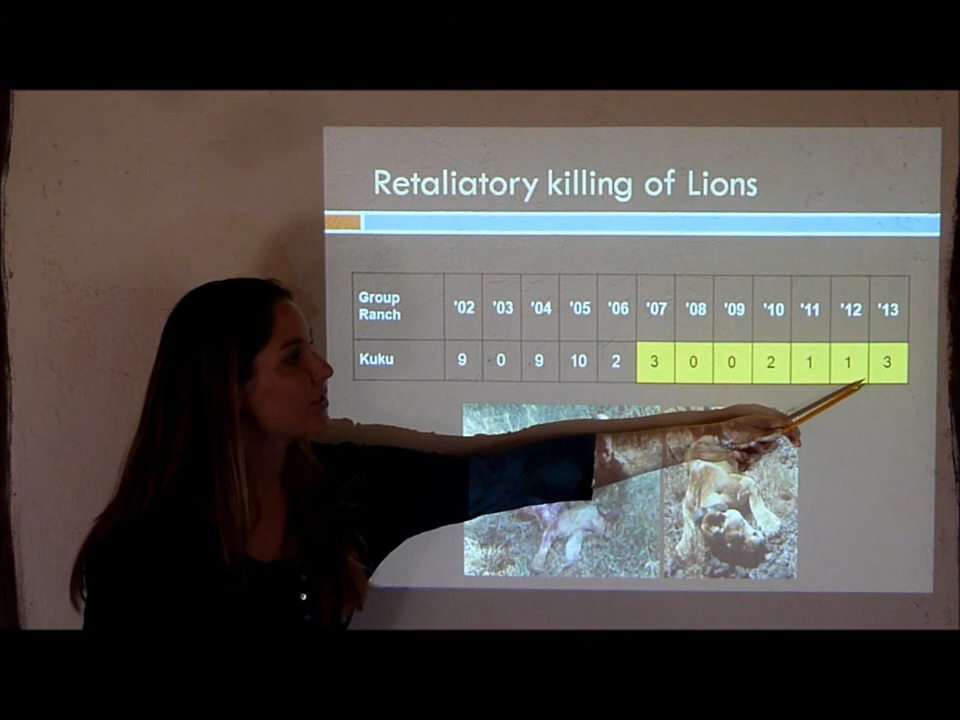 Retaliatory killing of Lions
Group Ranch '02 '03 '04 '05 '06 '07 '08 '09 '10 '11 '12 '13
Kuku 9 0 9 10 2 3 0 0 2 1 1 3